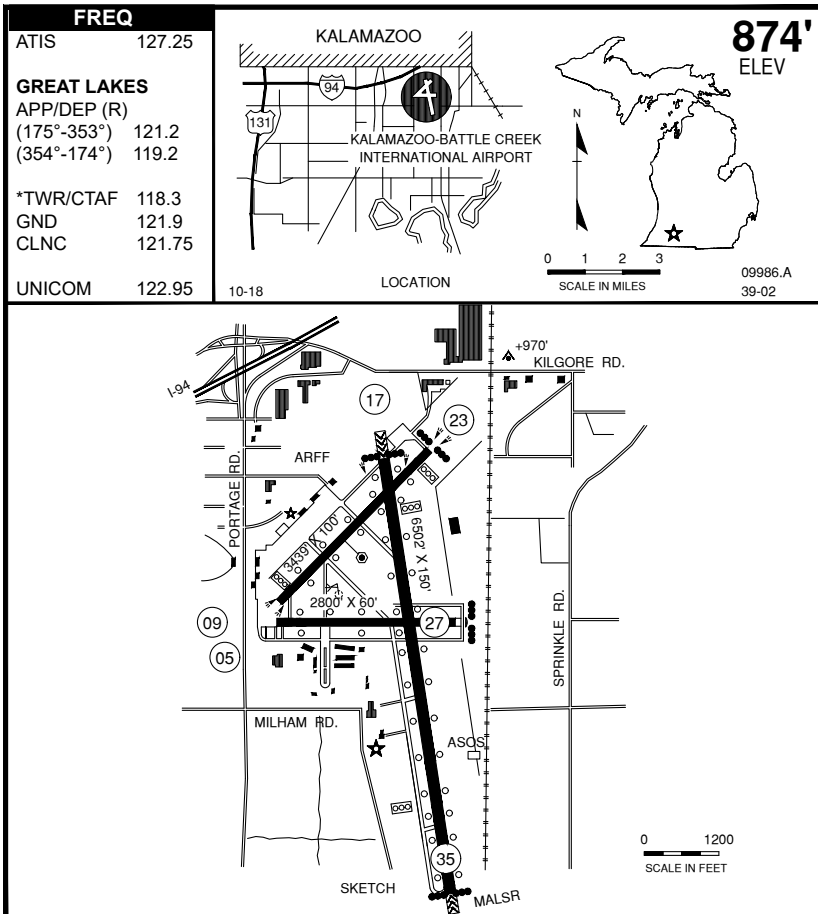 FREQ
ATIS 127.25
GREAT LAKES
APP/DEP (R)
(175°-353°) 121.2
(354°-174°) 119.2
*TWR/CTAF 118.3
GND 121.9
CLNC 121.75
UNICOM 122.95
KALAMAZOO
94
131
KALAMAZOO-BATTLE CREEK
INTERNATIONAL AIRPORT
10-18
LOCATION
874'
ELEV
N
0 1 2 3
SCALE IN MILES
09986.A
39-02
+970'
KILGORE RD.
I-94
17
23
ARFF
PORTAGE RD.
3439' X 100'
6502' X 150'
2800' X 60'
09
27
05
SPRINKLE RD.
MILHAM RD.
ASOS
0 1200
SCALE IN FEET
35
SKETCH
MALSR